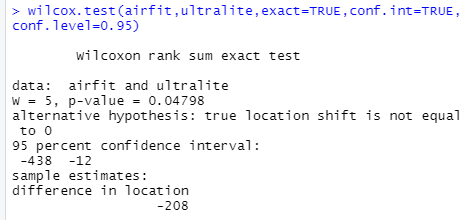 > wilcox.test(airfit,ultralite,exact=TRUE,conf.int=TRUE,
conf.level=0.95)
Wilcoxon rank sum exact test
data:  airfit and ultralite
W = 5, p-value = 0.04798
alternative hypothesis: true location shift is not equal
to 0
95 percent confidence interval:
-438  -12
sample estimates:
difference in location
-208